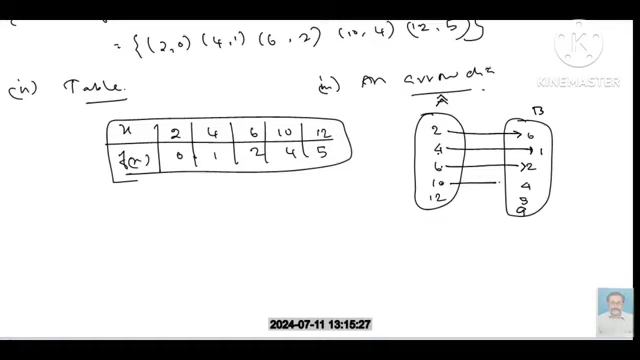 = {(2,0) (4,1) (6,2) (10,4) (12,5)}
KINEMASTER
(ii) Table
(iii) An arrow dia
x 2 4 6 10 12
f(x) 0 1 2 4 5
A
2
4
6
10
12
B
0
1
2
4
5
9
2024-07-11 13:15:27